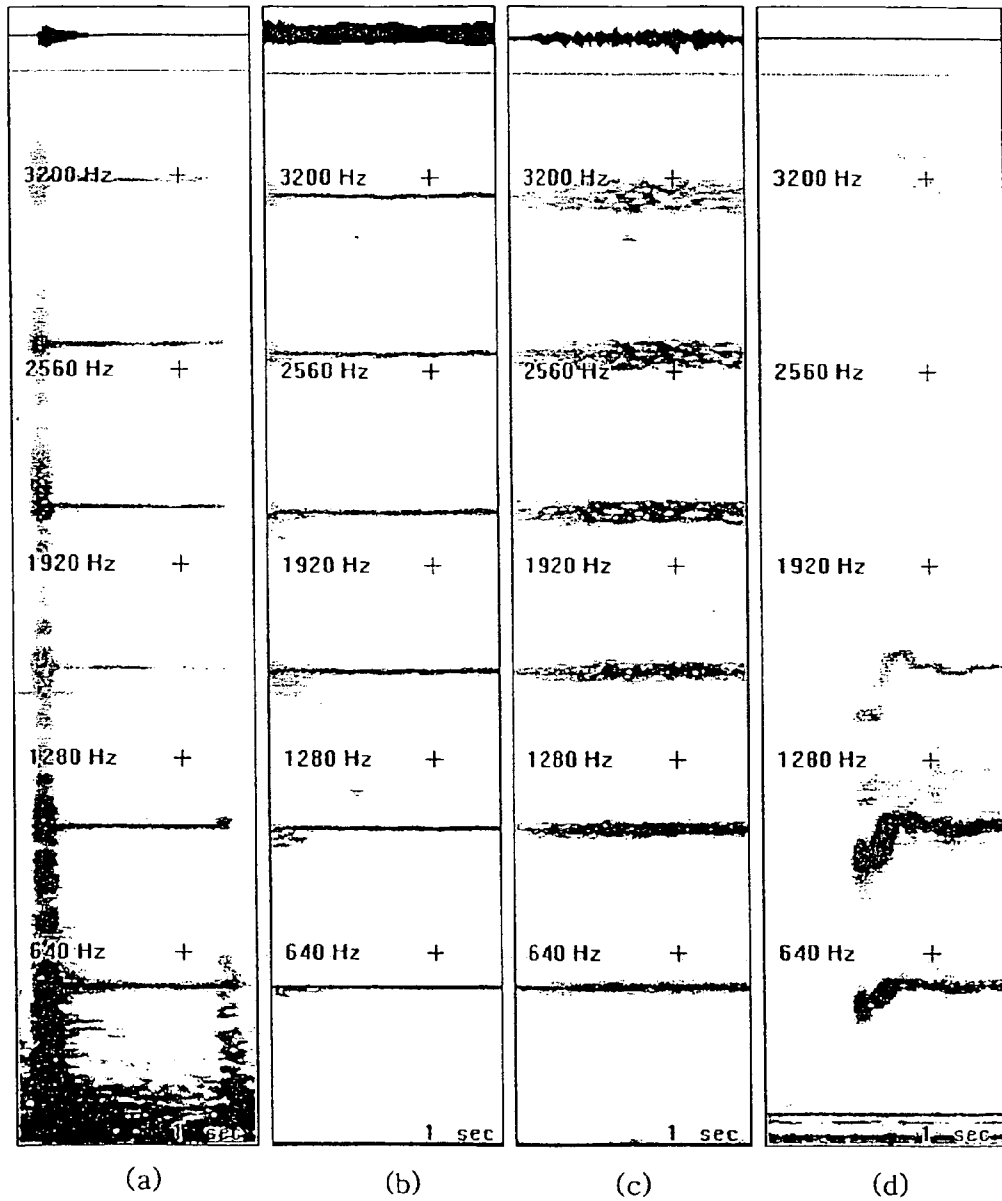 3200 Hz 3200 Hz 3200 Hz 3200 Hz
2560 Hz 2560 Hz 2560 Hz 2560 Hz
1920 Hz 1920 Hz 1920 Hz 1920 Hz
1280 Hz 1280 Hz 1280 Hz 1280 Hz
640 Hz 640 Hz 640 Hz 640 Hz
1 sec 1 sec 1 sec 1 sec
(a) (b) (c) (d)